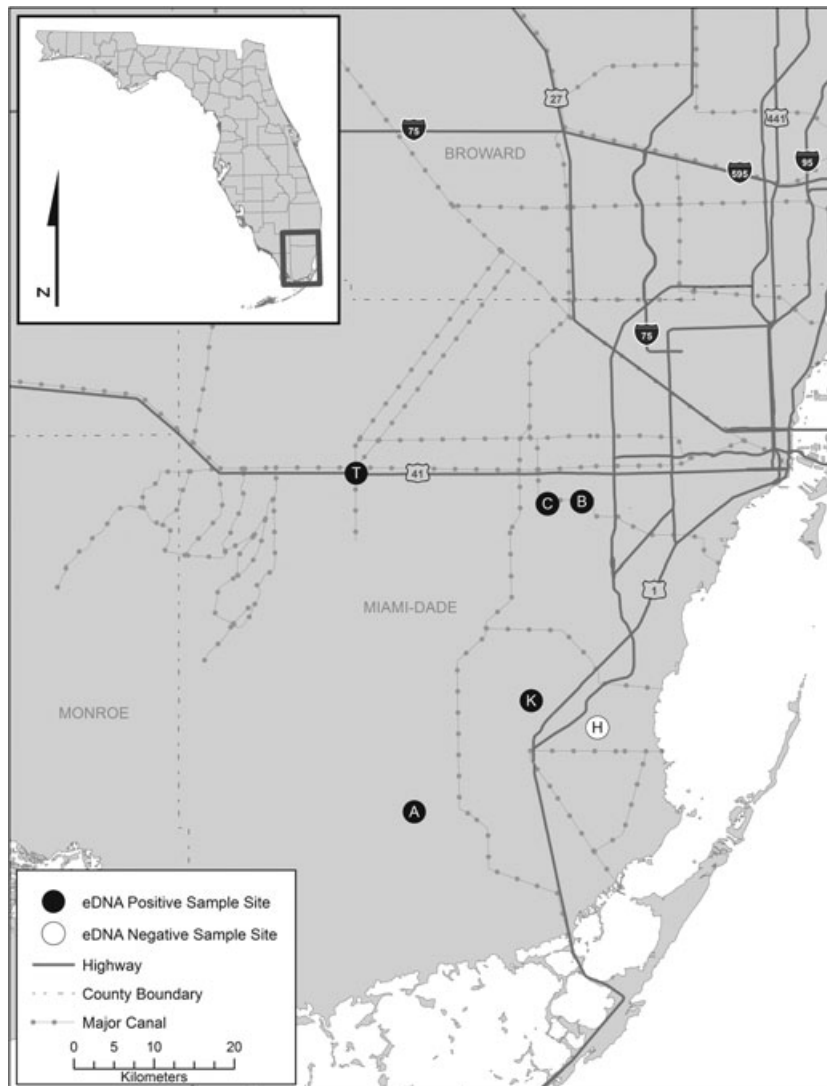 N
27
441
75
BROWARD
595
95
75
T
41
C
B
MIAMI-DADE
1
MONROE
K
H
A
eDNA Positive Sample Site
eDNA Negative Sample Site
Highway
County Boundary
Major Canal
0 5 10 20
Kilometers